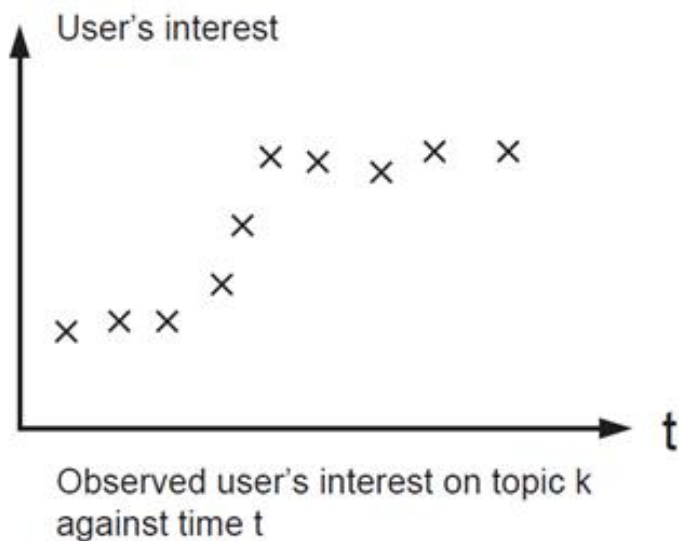 User's interest
t
Observed user's interest on topic k
against time t